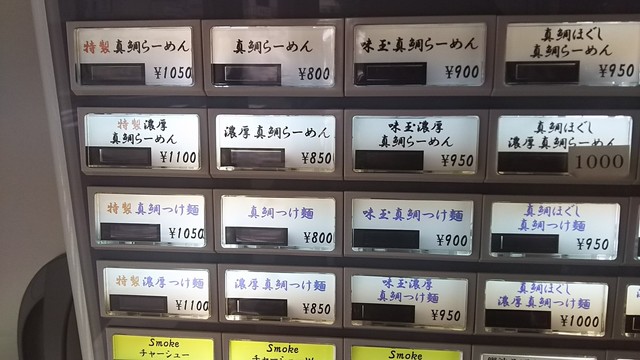 特製真鯛らーめん
¥1050
真鯛らーめん
¥800
味玉真鯛らーめん
¥900
真鯛ほぐし
真鯛らーめん
¥950
特製濃厚
真鯛らーめん
¥1100
濃厚真鯛らーめん
¥850
味玉濃厚
真鯛らーめん
¥950
真鯛ほぐし
濃厚真鯛らーめん
1000
特製真鯛つけ麺
¥1050
真鯛つけ麺
¥800
味玉真鯛つけ麺
¥900
真鯛ほぐし
真鯛つけ麺
¥950
特製濃厚つけ麺
¥1100
濃厚真鯛つけ麺
¥850
味玉濃厚
真鯛つけ麺
¥950
真鯛ほぐし
濃厚真鯛つけ麺
¥1000
Smoke
チャーシュー
Smoke
Smoke